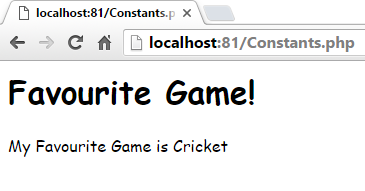 localhost:81/Constants.p
localhost:81/Constants.php
Favourite Game!
My Favourite Game is Cricket